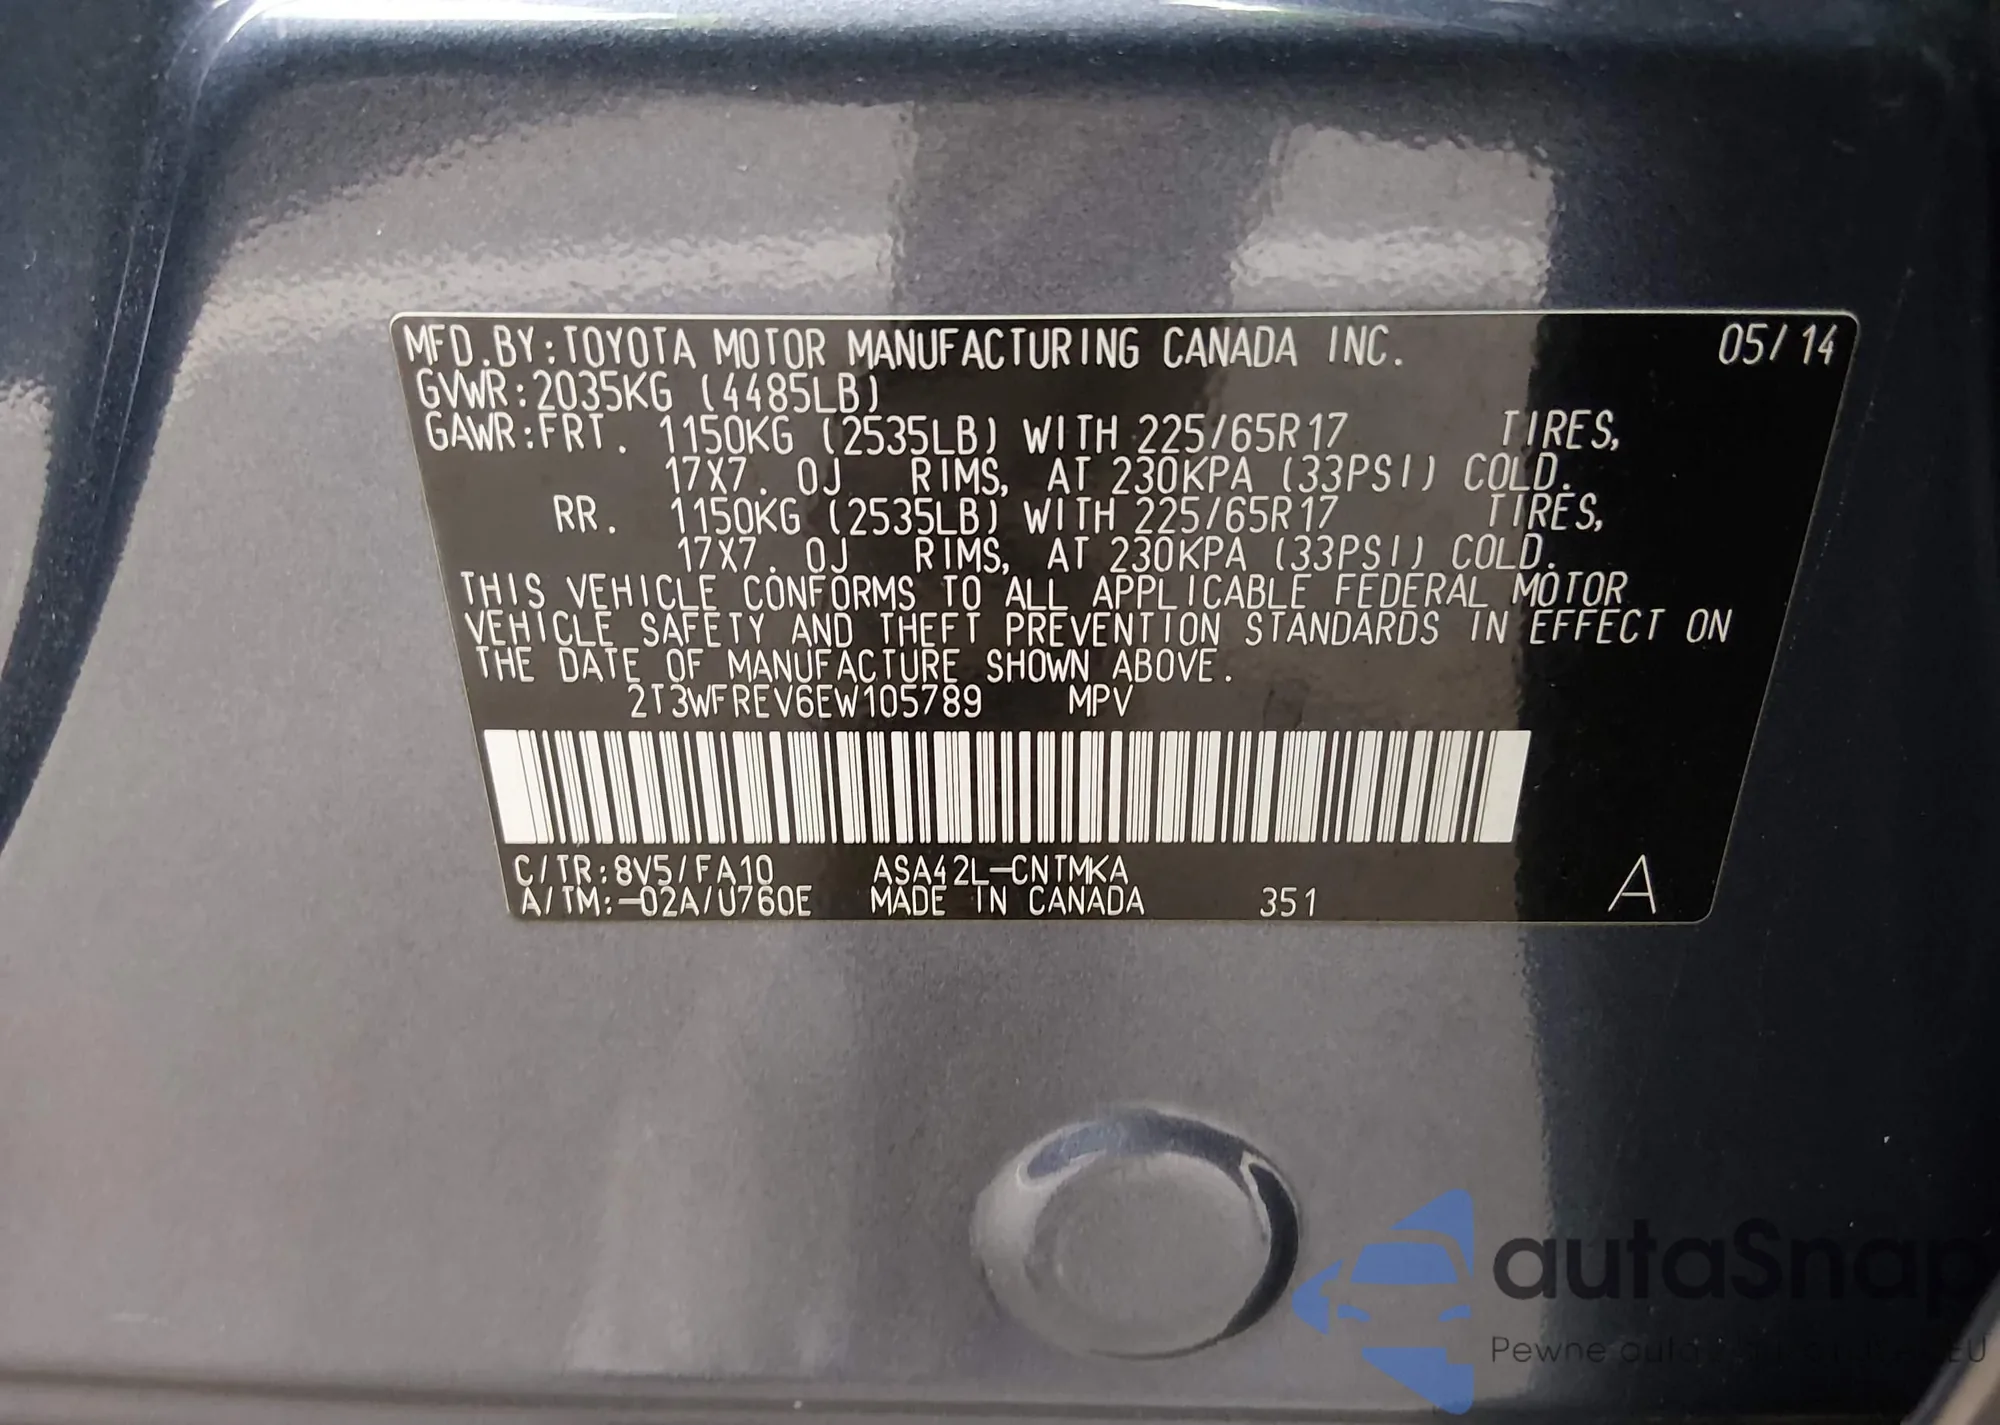 MFD.BY:TOYOTA MOTOR MANUFACTURING CANADA INC. 05/14
GVWR:2035KG (4485LB)
GAWR:FRT. 1150KG (2535LB) WITH 225/65R17 TIRES,
17X7.0J RIMS, AT 230KPA (33PSI) COLD.
RR. 1150KG (2535LB) WITH 225/65R17 TIRES,
17X7.0J RIMS, AT 230KPA (33PSI) COLD.
THIS VEHICLE CONFORMS TO ALL APPLICABLE FEDERAL MOTOR
VEHICLE SAFETY AND THEFT PREVENTION STANDARDS IN EFFECT ON
THE DATE OF MANUFACTURE SHOWN ABOVE.
2T3WFREV6EW105789 MPV
C/TR:8V5/FA10 ASA42L-CNTMKA
A/TM:-02A/U760E MADE IN CANADA 351 A
autaSnap
Pewne auta EU